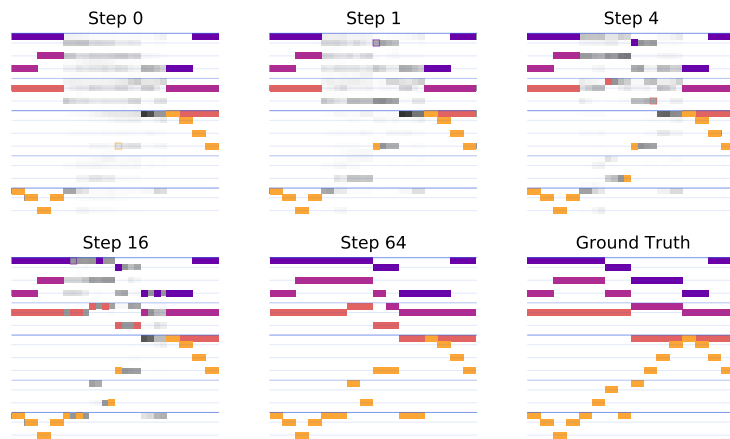 Step 0
Step 1
Step 4
Step 16
Step 64
Ground Truth